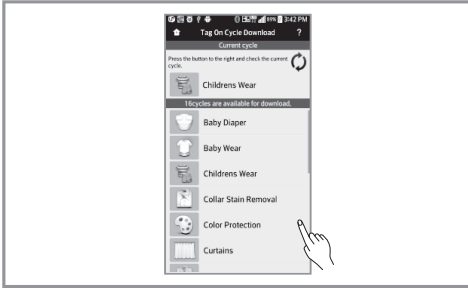 89% 3:42 PM
Tag On Cycle Download ?
Current cycle
Press the button to the right and check the current
cycle.
Childrens Wear
16cycles are available for download.
Baby Diaper
Baby Wear
Childrens Wear
Collar Stain Removal
Color Protection
Curtains